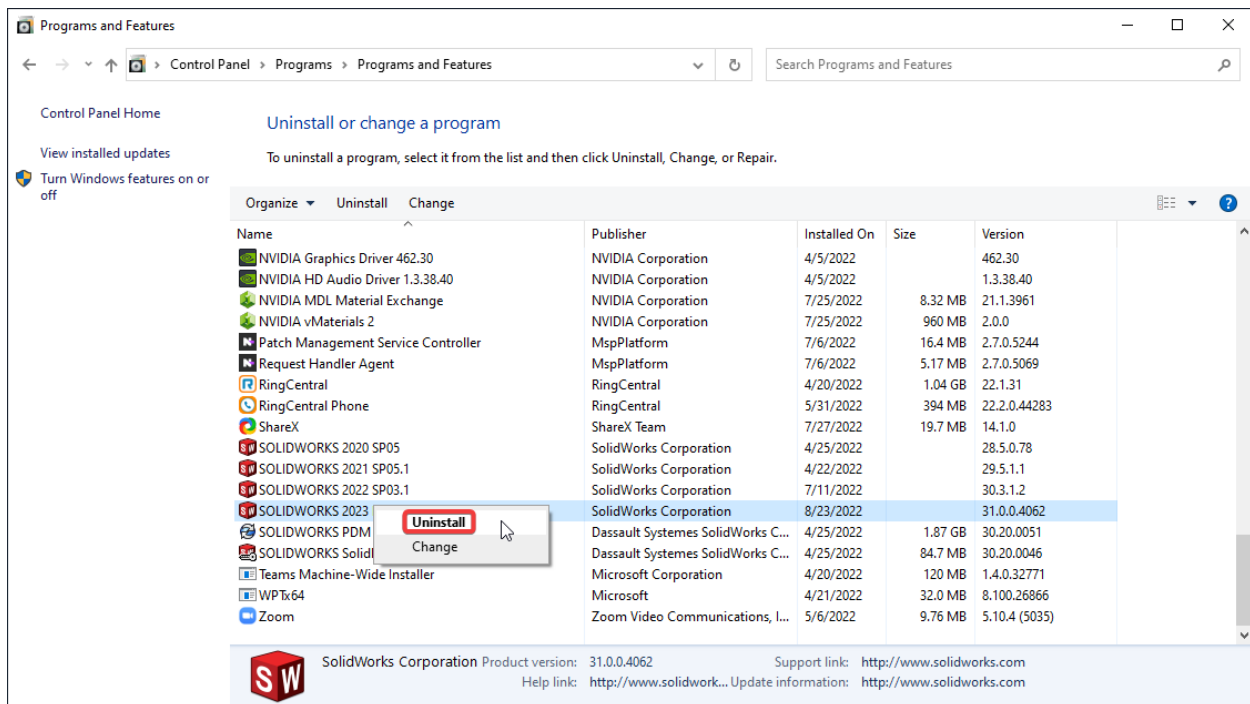 Programs and Features
Control Panel > Programs > Programs and Features
Search Programs and Features
Control Panel Home
View installed updates
Turn Windows features on or
off
Uninstall or change a program
To uninstall a program, select it from the list and then click Uninstall, Change, or Repair.
Organize Uninstall Change
Name Publisher Installed On Size Version
NVIDIA Graphics Driver 462.30 NVIDIA Corporation 4/5/2022 462.30
NVIDIA HD Audio Driver 1.3.38.40 NVIDIA Corporation 4/5/2022 1.3.38.40
NVIDIA MDL Material Exchange NVIDIA Corporation 7/25/2022 8.32 MB 21.1.3961
NVIDIA vMaterials 2 NVIDIA Corporation 7/25/2022 960 MB 2.0.0
Patch Management Service Controller MspPlatform 7/6/2022 16.4 MB 2.7.0.5244
Request Handler Agent MspPlatform 7/6/2022 5.17 MB 2.7.0.5069
RingCentral RingCentral 4/20/2022 1.04 GB 22.1.31
RingCentral Phone RingCentral 5/31/2022 394 MB 22.2.0.44283
ShareX ShareX Team 7/27/2022 19.7 MB 14.1.0
SOLIDWORKS 2020 SP05 SolidWorks Corporation 4/25/2022 28.5.0.78
SOLIDWORKS 2021 SP05.1 SolidWorks Corporation 4/22/2022 29.5.1.1
SOLIDWORKS 2022 SP03.1 SolidWorks Corporation 7/11/2022 30.3.1.2
SOLIDWORKS 2023 SolidWorks Corporation 8/23/2022 31.0.0.4062
Uninstall
SOLIDWORKS PDM Dassault Systemes SolidWorks C... 4/25/2022 1.87 GB 30.20.0051
Change
SOLIDWORKS Solid Dassault Systemes SolidWorks C... 4/25/2022 84.7 MB 30.20.0046
Teams Machine-Wide Installer Microsoft Corporation 4/20/2022 120 MB 1.4.0.32771
WPTx64 Microsoft 4/21/2022 32.0 MB 8.100.26866
Zoom Zoom Video Communications, I... 5/6/2022 9.76 MB 5.10.4 (5035)
SolidWorks Corporation Product version: 31.0.0.4062 Support link: http://www.solidworks.com
Help link: http://www.solidwork... Update information: http://www.solidworks.com